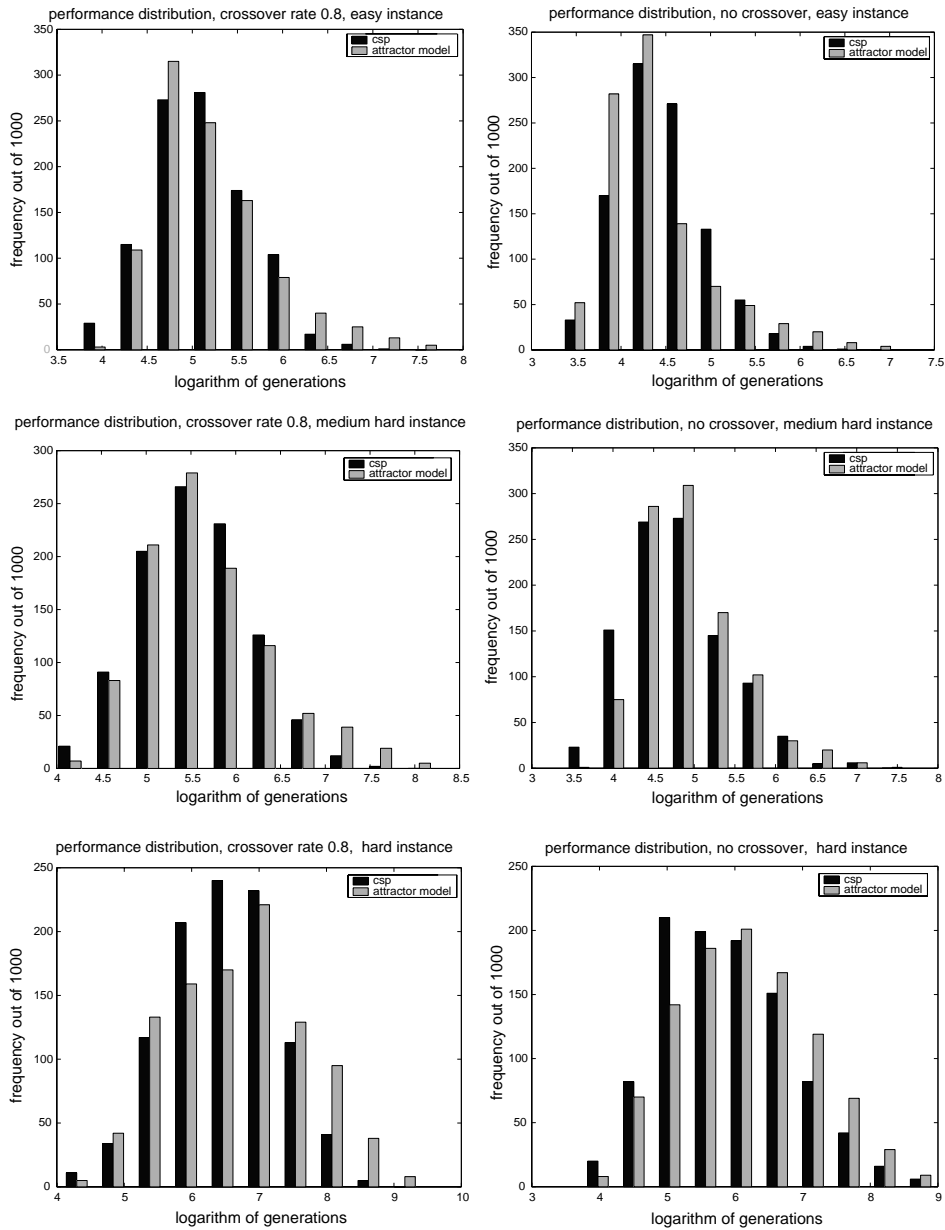 performance distribution, crossover rate 0.8, easy instance
350
300
250
200
150
100
50
0
frequency out of 1000
csp
attractor model
3.5 4 4.5 5 5.5 6 6.5 7 7.5 8
logarithm of generations
performance distribution, no crossover, easy instance
350
300
250
200
150
100
50
0
frequency out of 1000
csp
attractor model
3 3.5 4 4.5 5 5.5 6 6.5 7 7.5
logarithm of generations
performance distribution, crossover rate 0.8, medium hard instance
300
250
200
150
100
50
0
frequency out of 1000
csp
attractor model
4 4.5 5 5.5 6 6.5 7 7.5 8 8.5
logarithm of generations
performance distribution, no crossover, medium hard instance
350
300
250
200
150
100
50
0
frequency out of 1000
csp
attractor model
3 3.5 4 4.5 5 5.5 6 6.5 7 7.5 8
logarithm of generations
performance distribution, crossover rate 0.8, hard instance
250
200
150
100
50
0
frequency out of 1000
csp
attractor model
4 5 6 7 8 9 10
logarithm of generations
performance distribution, no crossover, hard instance
250
200
150
100
50
0
frequency out of 1000
csp
attractor model
3 4 5 6 7 8 9
logarithm of generations